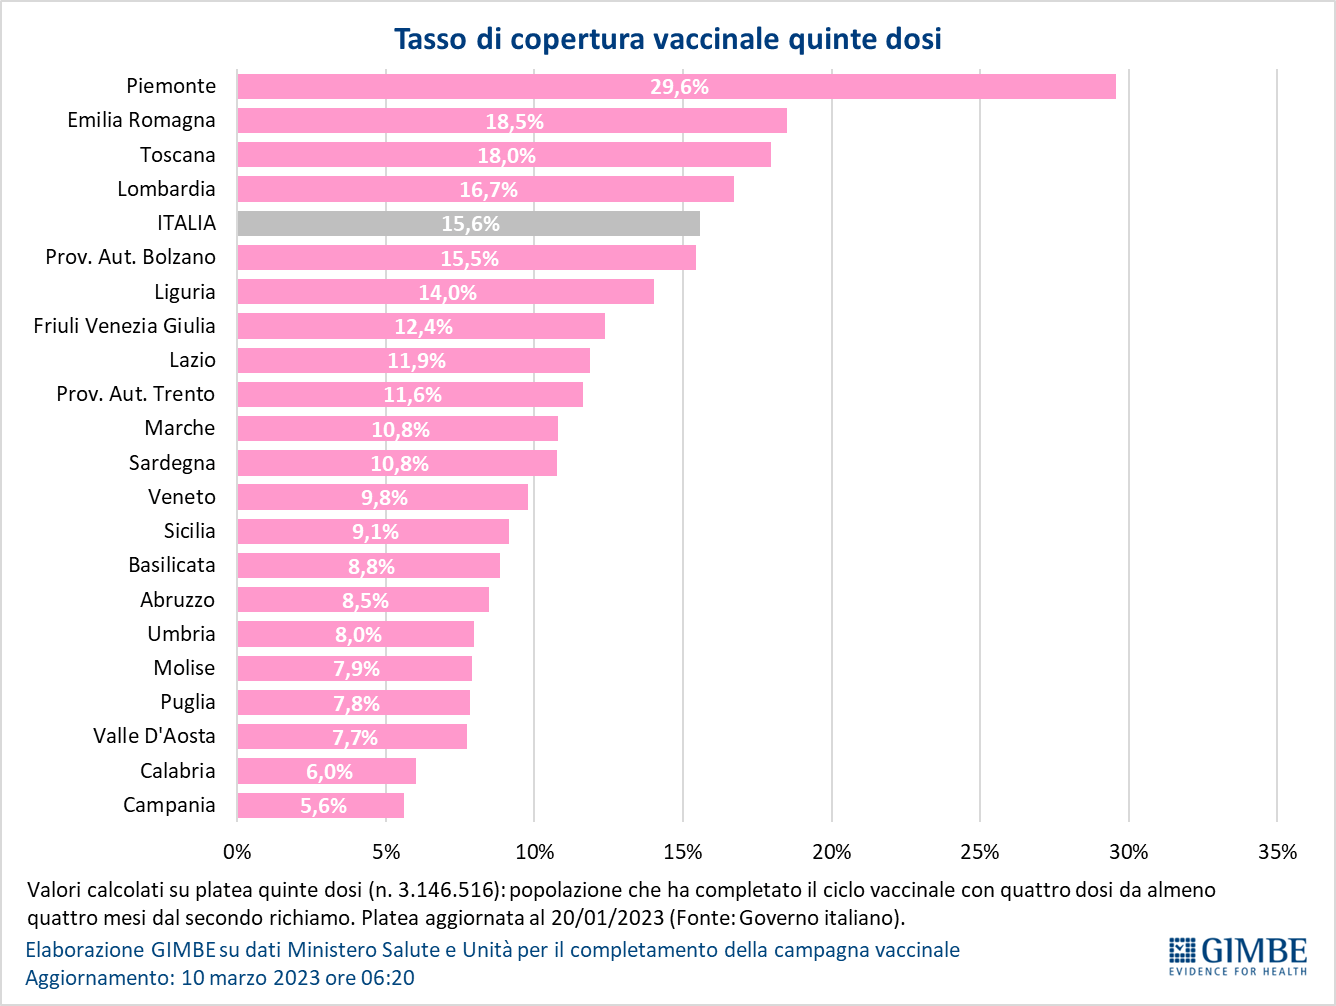 Tasso di copertura vaccinale quinte dosi
Piemonte 29,6%
Emilia Romagna 18,5%
Toscana 18,0%
Lombardia 16,7%
ITALIA 15,6%
Prov. Aut. Bolzano 15,5%
Liguria 14,0%
Friuli Venezia Giulia 12,4%
Lazio 11,9%
Prov. Aut. Trento 11,6%
Marche 10,8%
Sardegna 10,8%
Veneto 9,8%
Sicilia 9,1%
Basilicata 8,8%
Abruzzo 8,5%
Umbria 8,0%
Molise 7,9%
Puglia 7,8%
Valle D'Aosta 7,7%
Calabria 6,0%
Campania 5,6%
0% 5% 10% 15% 20% 25% 30% 35%
Valori calcolati su platea quinte dosi (n. 3.146.516): popolazione che ha completato il ciclo vaccinale con quattro dosi da almeno
quattro mesi dal secondo richiamo. Platea aggiornata al 20/01/2023 (Fonte: Governo italiano).
Elaborazione GIMBE su dati Ministero Salute e Unità per il completamento della campagna vaccinale
Aggiornamento: 10 marzo 2023 ore 06:20
GIMBE
EVIDENCE FOR HEALTH